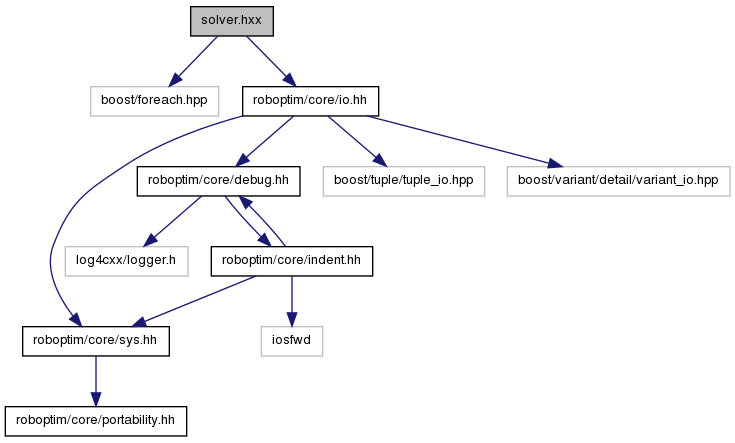 solver.hxx
boost/foreach.hpp
roboptim/core/io.hh
roboptim/core/debug.hh
boost/tuple/tuple_io.hpp
boost/variant/detail/variant_io.hpp
log4cxx/logger.h
roboptim/core/indent.hh
roboptim/core/sys.hh
iosfwd
roboptim/core/portability.hh